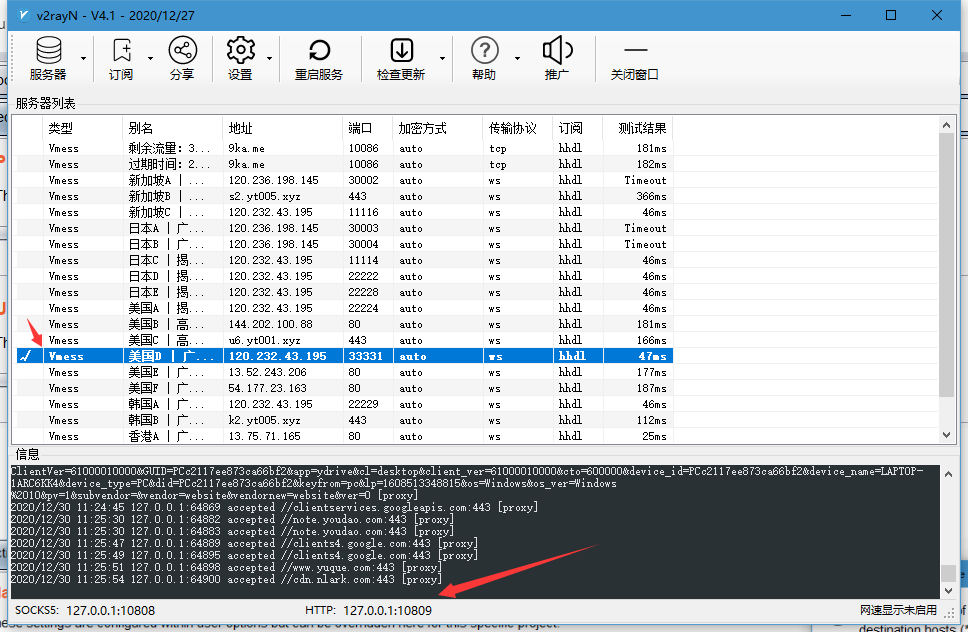 v2rayN - V4.1 - 2020/12/27
服务器 订阅 分享 设置 重启服务 检查更新 帮助 推广 关闭窗口
服务器列表
类型 别名 地址 端口 加密方式 传输协议 订阅 测试结果
Vmess 剩余流量: 3... 9ka.me 10086 auto tcp hhdl 181ms
Vmess 过期时间: 2... 9ka.me 10086 auto tcp hhdl 182ms
Vmess 新加坡A | ... 120.236.198.145 30002 auto ws hhdl Timeout
Vmess 新加坡B | ... s2.yt005.xyz 443 auto ws hhdl 366ms
Vmess 新加坡C | ... 120.232.43.195 11116 auto ws hhdl 46ms
Vmess 日本A | 广... 120.236.198.145 30003 auto ws hhdl Timeout
Vmess 日本B | 广... 120.236.198.145 30004 auto ws hhdl Timeout
Vmess 日本C | 揭... 120.232.43.195 11114 auto ws hhdl 46ms
Vmess 日本D | 揭... 120.232.43.195 22222 auto ws hhdl 46ms
Vmess 日本E | 揭... 120.232.43.195 22228 auto ws hhdl 46ms
Vmess 美国A | 揭... 120.232.43.195 22224 auto ws hhdl 46ms
Vmess 美国B | 高... 144.202.100.88 80 auto ws hhdl 181ms
Vmess 美国C | 高... u6.yt001.xyz 443 auto ws hhdl 166ms
Vmess 美国D | 广... 120.232.43.195 33331 auto ws hhdl 47ms
Vmess 美国E | 广... 13.52.243.206 80 auto ws hhdl 177ms
Vmess 美国F | 广... 54.177.23.163 80 auto ws hhdl 187ms
Vmess 韩国A | 广... 120.232.43.195 22229 auto ws hhdl 46ms
Vmess 韩国B | 广... k2.yt005.xyz 443 auto ws hhdl 112ms
Vmess 香港A | 广... 13.75.71.165 80 auto ws hhdl 25ms
信息
ClientVer=61000010000&GUID=PCc2117ee873ca66bf2&app=ydrive&cl=desktop&client_ver=61000010000&cto=600000&device_id=PCc2117ee873ca66bf2&device_name=LAPTOP-
1ARC6KK4&device_type=PC&did=PCc2117ee873ca66bf2&keyfrom=pc&lp=1608513348815&os=Windows&os_ver=Windows
%2010&pv=1&subvendor=&vendor=website&vendornew=website&ver=0 [proxy]
2020/12/30 11:24:45 127.0.0.1:64869 accepted //clientservices.googleapis.com:443 [proxy]
2020/12/30 11:25:30 127.0.0.1:64882 accepted //note.youdao.com:443 [proxy]
2020/12/30 11:25:30 127.0.0.1:64883 accepted //note.youdao.com:443 [proxy]
2020/12/30 11:25:47 127.0.0.1:64889 accepted //clients4.google.com:443 [proxy]
2020/12/30 11:25:49 127.0.0.1:64895 accepted //clients4.google.com:443 [proxy]
2020/12/30 11:25:51 127.0.0.1:64898 accepted //www.yuque.com:443 [proxy]
2020/12/30 11:25:54 127.0.0.1:64900 accepted //cdn.nlark.com:443 [proxy]
SOCKS5: 127.0.0.1:10808 HTTP: 127.0.0.1:10809 网速显示未启用